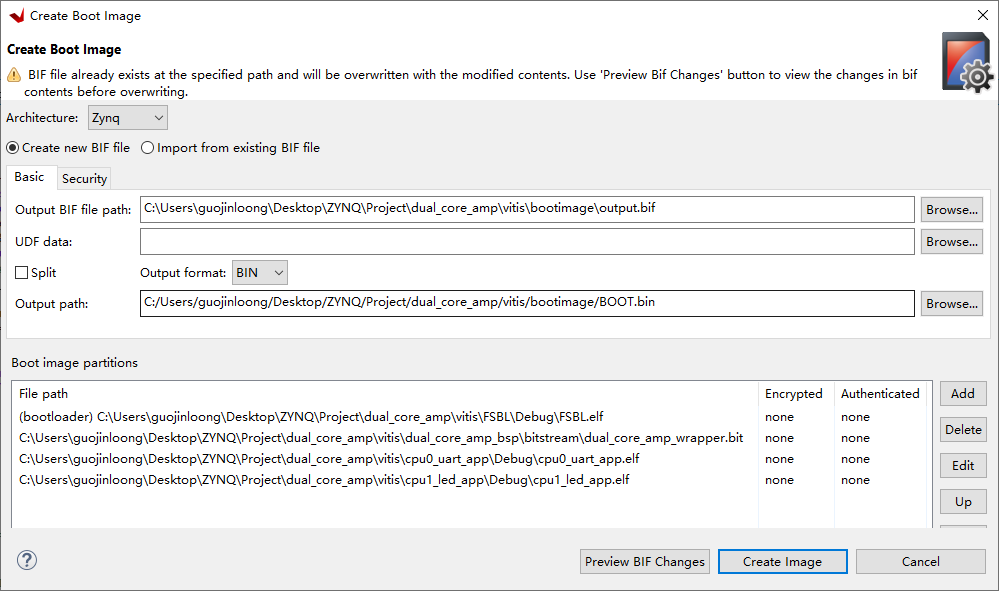 Create Boot Image
Create Boot Image
BIF file already exists at the specified path and will be overwritten with the modified contents. Use 'Preview Bif Changes' button to view the changes in bif
contents before overwriting.
Architecture: Zynq
Create new BIF file Import from existing BIF file
Basic Security
Output BIF file path: C:\Users\guojinloong\Desktop\ZYNQ\Project\dual_core_amp\vitis\bootimage\output.bif Browse...
UDF data: Browse...
Split Output format: BIN
Output path: C:/Users/guojinloong/Desktop/ZYNQ/Project/dual_core_amp/vitis/bootimage/BOOT.bin Browse...
Boot image partitions
File path Encrypted Authenticated Add
(bootloader) C:\Users\guojinloong\Desktop\ZYNQ\Project\dual_core_amp\vitis\FSBL\Debug\FSBL.elf none none
C:\Users\guojinloong\Desktop\ZYNQ\Project\dual_core_amp\vitis\dual_core_amp_bsp\bitstream\dual_core_amp_wrapper.bit none none Delete
C:\Users\guojinloong\Desktop\ZYNQ\Project\dual_core_amp\vitis\cpu0_uart_app\Debug\cpu0_uart_app.elf none none Edit
C:\Users\guojinloong\Desktop\ZYNQ\Project\dual_core_amp\vitis\cpu1_led_app\Debug\cpu1_led_app.elf none none
Up
? Preview BIF Changes Create Image Cancel